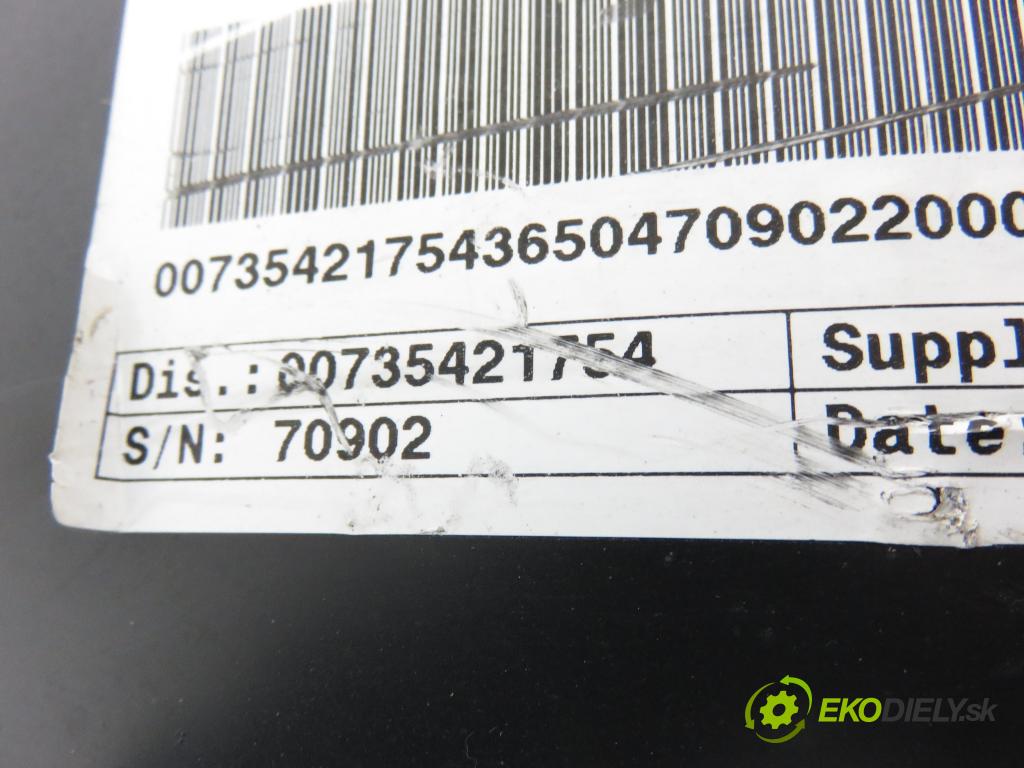 00735421754365047090220000
Dis.: 00735421754
Suppl
S/N: 70902
Date
EKODIELY.sk